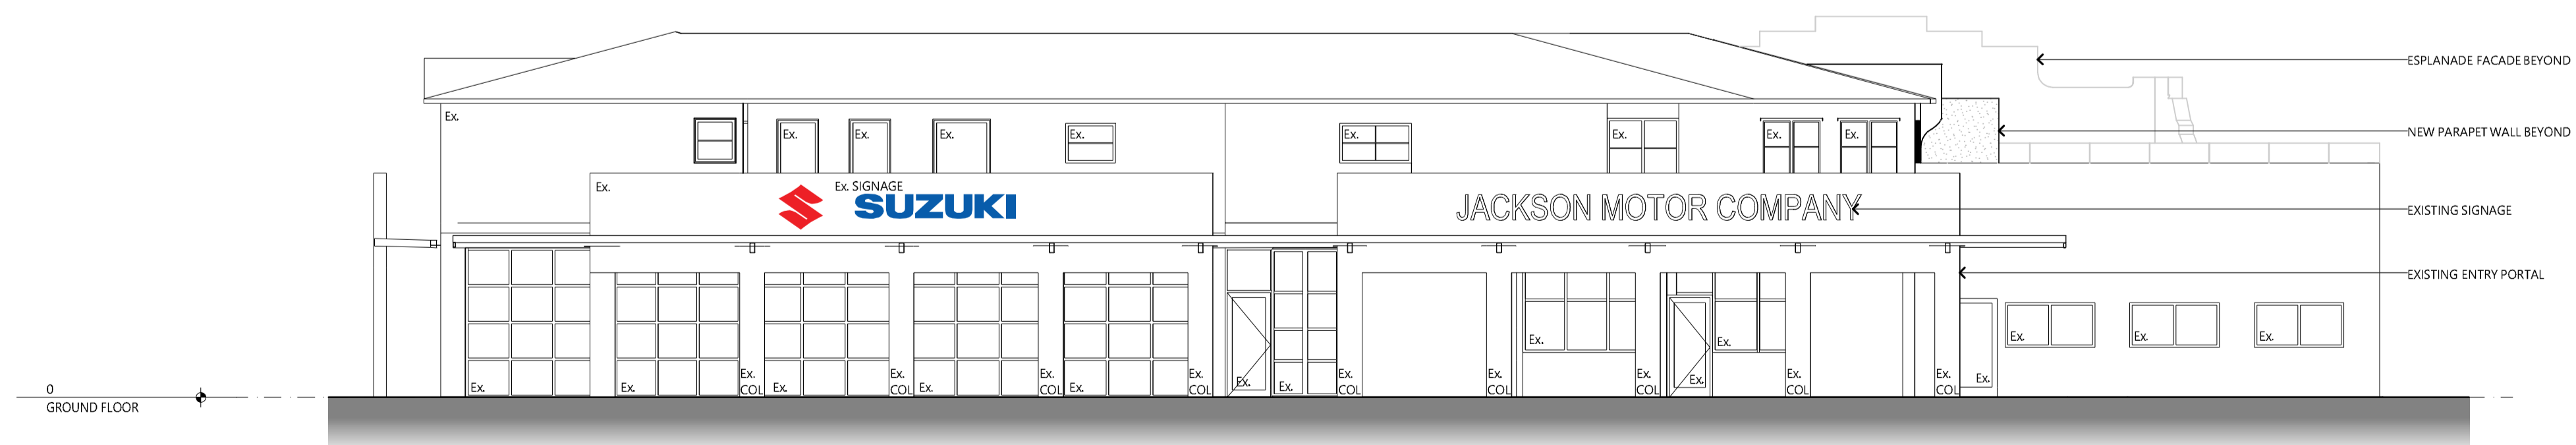 ESPLANADE FACADE BEYOND
Ex.
Ex.
Ex.
Ex.
Ex.
Ex.
Ex.
Ex.
Ex.
NEW PARAPET WALL BEYOND
Ex.
Ex. SIGNAGE
SUZUKI
JACKSON MOTOR COMPANY
EXISTING SIGNAGE
EXISTING ENTRY PORTAL
Ex.
Ex.
Ex.
Ex.
Ex.
0
GROUND FLOOR
Ex.
Ex.
Ex.
COL
Ex.
Ex.
COL
Ex.
Ex.
COL
Ex.
Ex.
COL
Ex.
Ex.
Ex.
COL
Ex.
COL
Ex.
COL
Ex.
Ex.
COL
Ex.
COL
Ex.